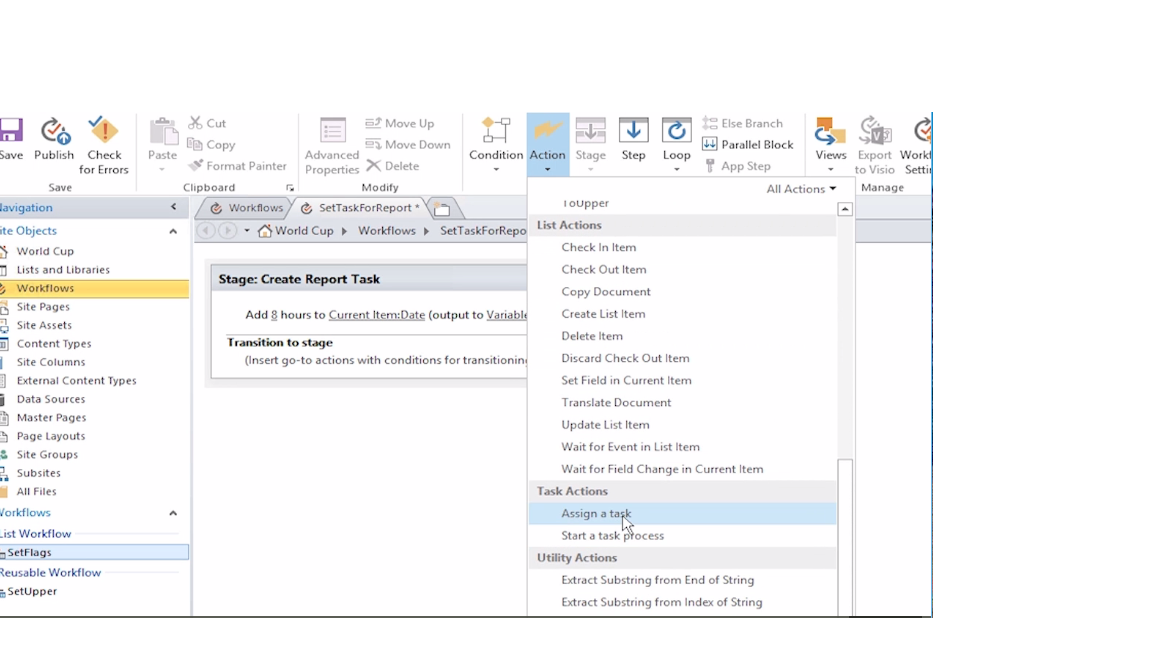 Cut
Copy
Format Painter
Move Up
Move Down
Delete
Else Branch
Parallel Block
App Step
Save
Publish
Check
for Errors
Paste
Advanced
Properties
Condition
Action
Stage
Step
Loop
Views
Export
to Visio
Save
Clipboard
Modify
Manage
All Actions
Navigation
Workflows
SetTaskForReport *
World Cup
Workflows
SetTaskForRepo
Site Objects
World Cup
Lists and Libraries
Workflows
Site Pages
Site Assets
Content Types
Site Columns
External Content Types
Data Sources
Master Pages
Page Layouts
Site Groups
Subsites
All Files
Workflows
List Workflow
SetFlags
Reusable Workflow
SetUpper
Stage: Create Report Task
Add 8 hours to Current Item:Date (output to Variable
Transition to stage
(Insert go-to actions with conditions for transitioning
ToUpper
List Actions
Check In Item
Check Out Item
Copy Document
Create List Item
Delete Item
Discard Check Out Item
Set Field in Current Item
Translate Document
Update List Item
Wait for Event in List Item
Wait for Field Change in Current Item
Task Actions
Assign a task
Start a task process
Utility Actions
Extract Substring from End of String
Extract Substring from Index of String